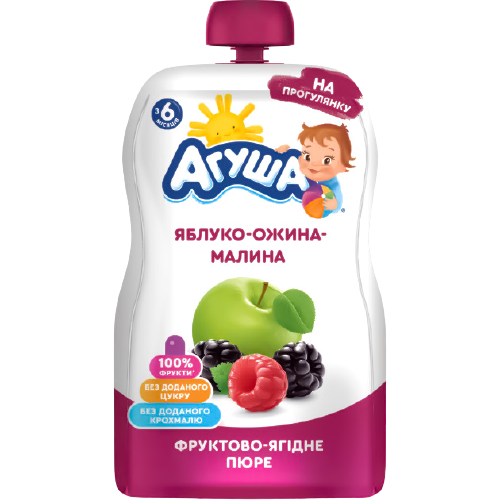 НА
ПРОГУЛЯНКУ
з 6
місяців
Агуша
®
ЯБЛУКО-ОЖИНА-
МАЛИНА
100%
ФРУКТИ*
БЕЗ ДОДАНОГО
ЦУКРУ
БЕЗ ДОДАНОГО
КРОХМАЛЮ
ФРУКТОВО-ЯГІДНЕ
ПЮРЕ